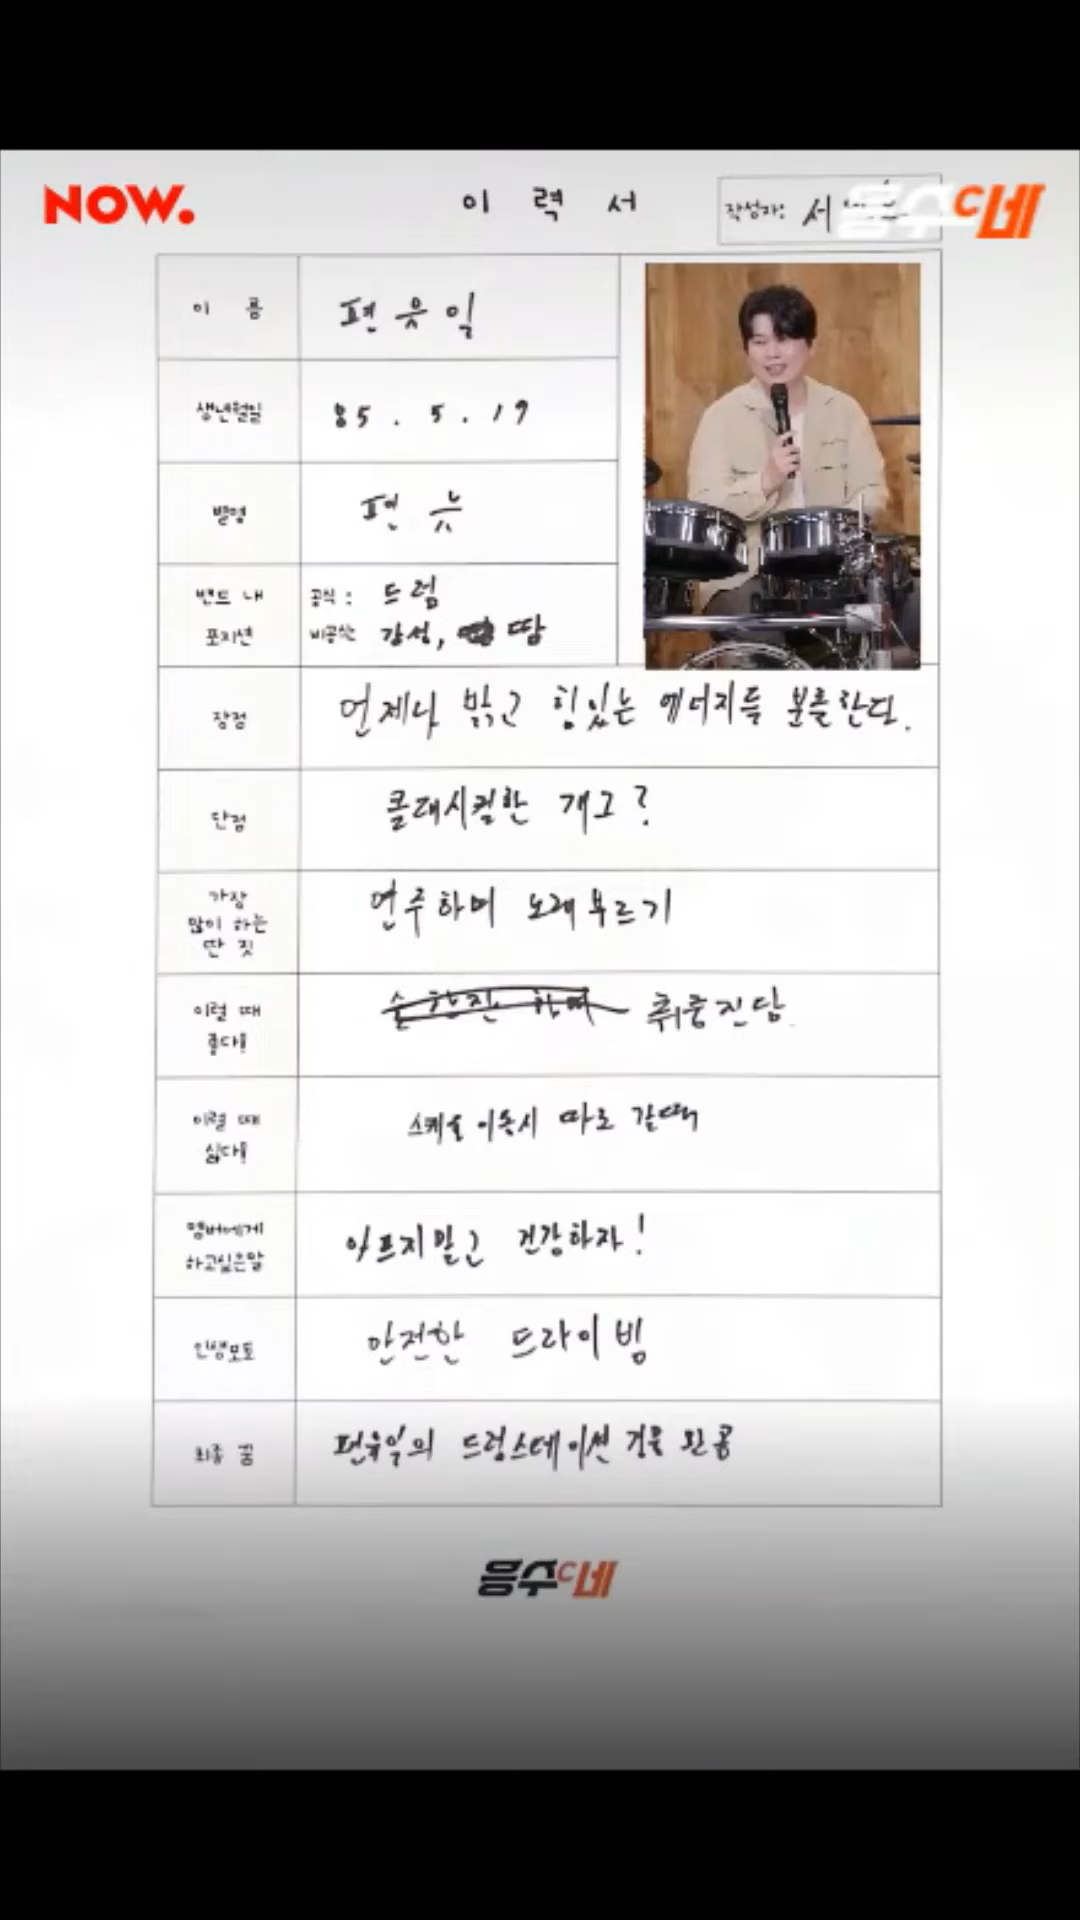 NOW.
이 력 서
작성자: 서
응수C네
이 름
편유일
생년월일
85. 5. 19
별명
편 유
밴드 내
포지션
공식: 드럼
비공식: 감성, 땀
장점
언제나 밝고 힘있는 에너지를 분출한다.
단점
클래시컬한 개그?
가장
많이 하는
딴 짓
연주하며 노래부르기
이럴 때
좋다!
취중진담.
이럴 때
싫다!
스케쥴 이동시 따로 갈때
멤버에게
하고싶은말
아프지말고 건강하자!
인생모토
안전한 드라이빙
최종 꿈
편유일의 드럼스테이션 건물 완공
응수C네